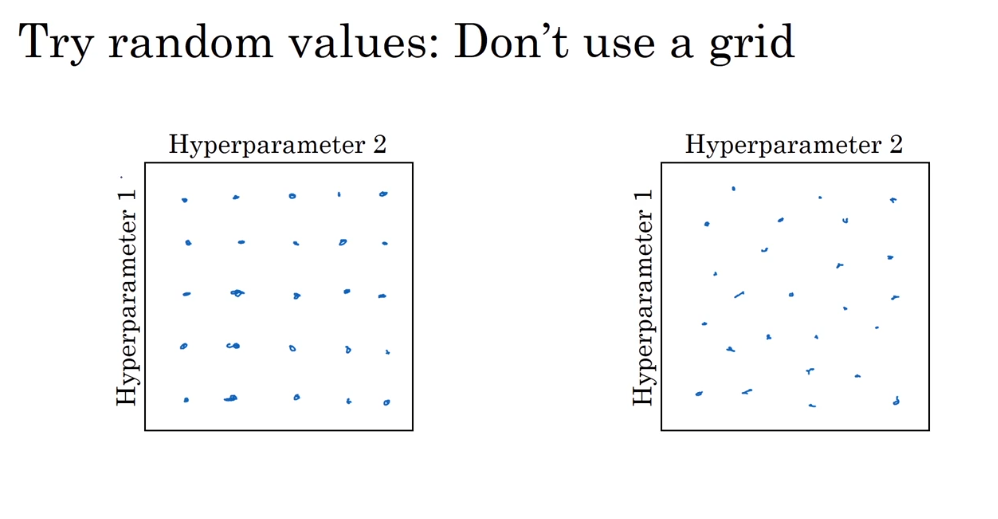 Try random values: Don't use a grid
Hyperparameter 2
Hyperparameter 1
Hyperparameter 2
Hyperparameter 1